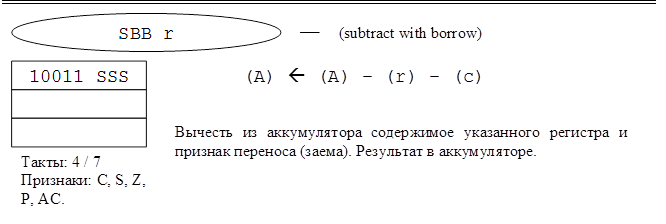 SBB r — (subtract with borrow)
10011 SSS
(A) ← (A) – (r) – (c)
Вычесть из аккумулятора содержимое указанного регистра и
признак переноса (заема). Результат в аккумуляторе.
Такты: 4 / 7
Признаки: C, S, Z,
P, AC.